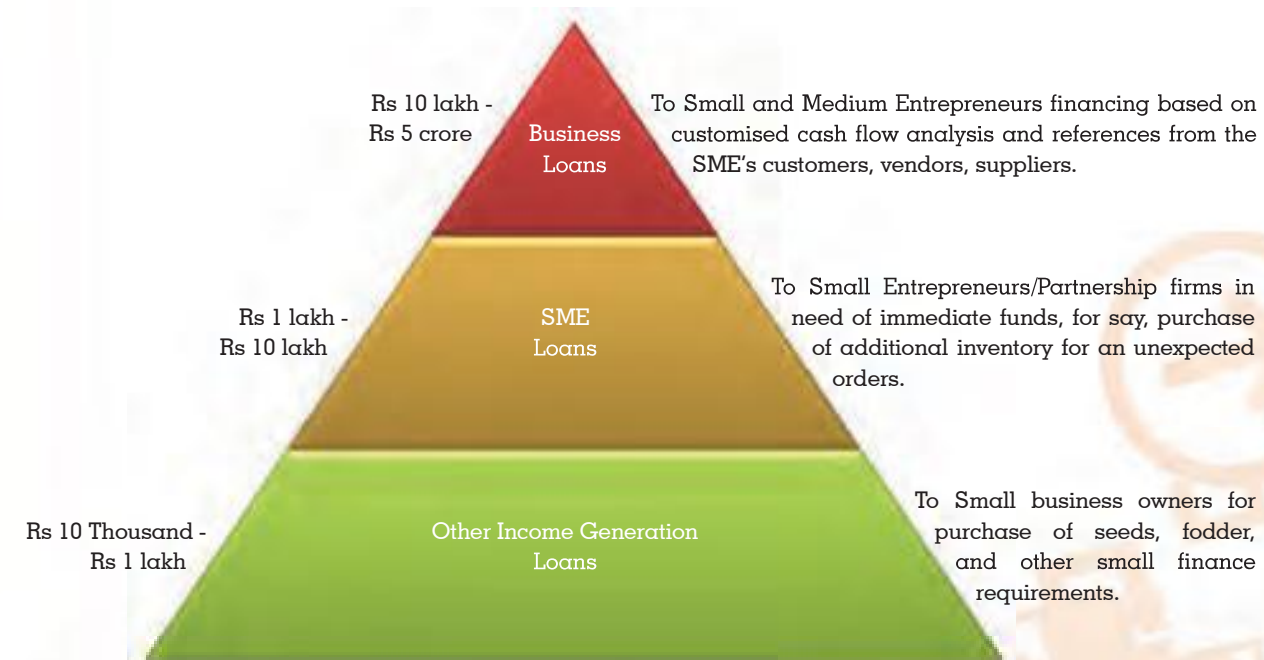 Rs 10 lakh -
Rs 5 crore
Business
Loans
To Small and Medium Entrepreneurs financing based on
customised cash flow analysis and references from the
SME's customers, vendors, suppliers.
Rs 1 lakh -
Rs 10 lakh
SME
Loans
To Small Entrepreneurs/Partnership firms in
need of immediate funds, for say, purchase
of additional inventory for an unexpected
orders.
Rs 10 Thousand -
Rs 1 lakh
Other Income Generation
Loans
To Small business owners for
purchase of seeds, fodder,
and other small finance
requirements.